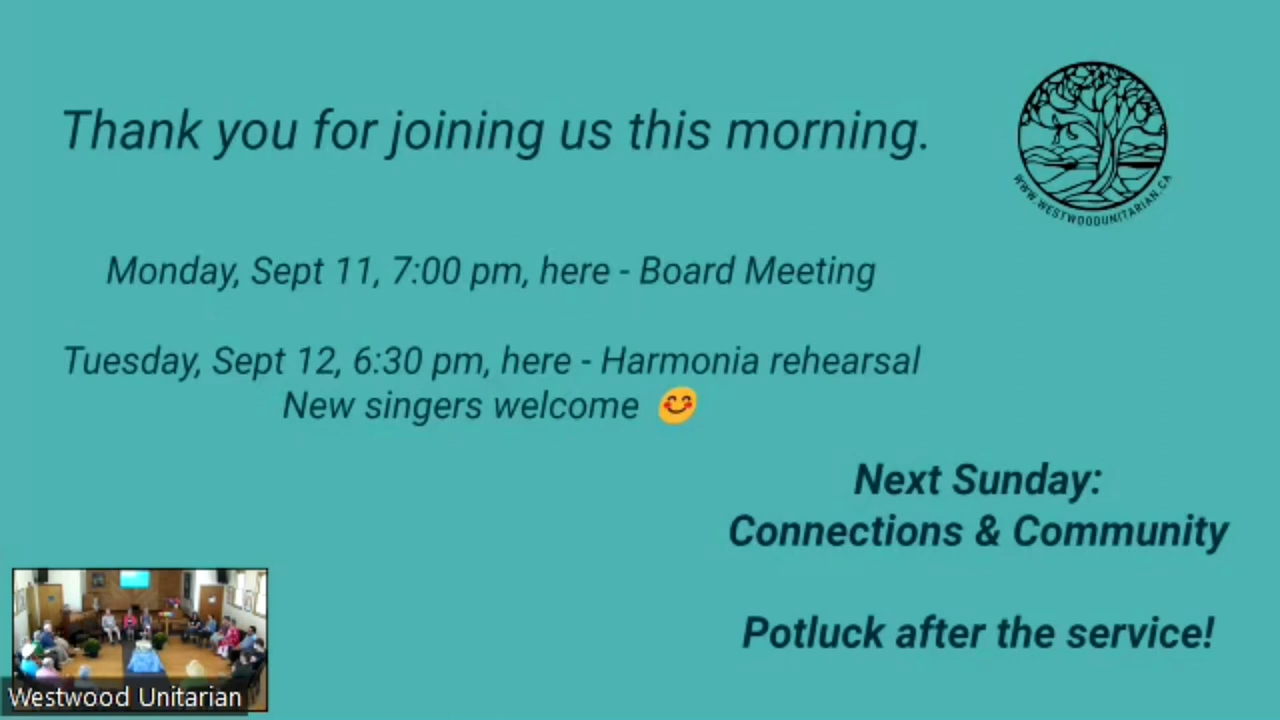 Thank you for joining us this morning.
WWW.WESTWOODUNITARIAN.CA
Monday, Sept 11, 7:00 pm, here - Board Meeting
Tuesday, Sept 12, 6:30 pm, here - Harmonia rehearsal
New singers welcome 😊
Next Sunday:
Connections & Community
Potluck after the service!
Westwood Unitarian